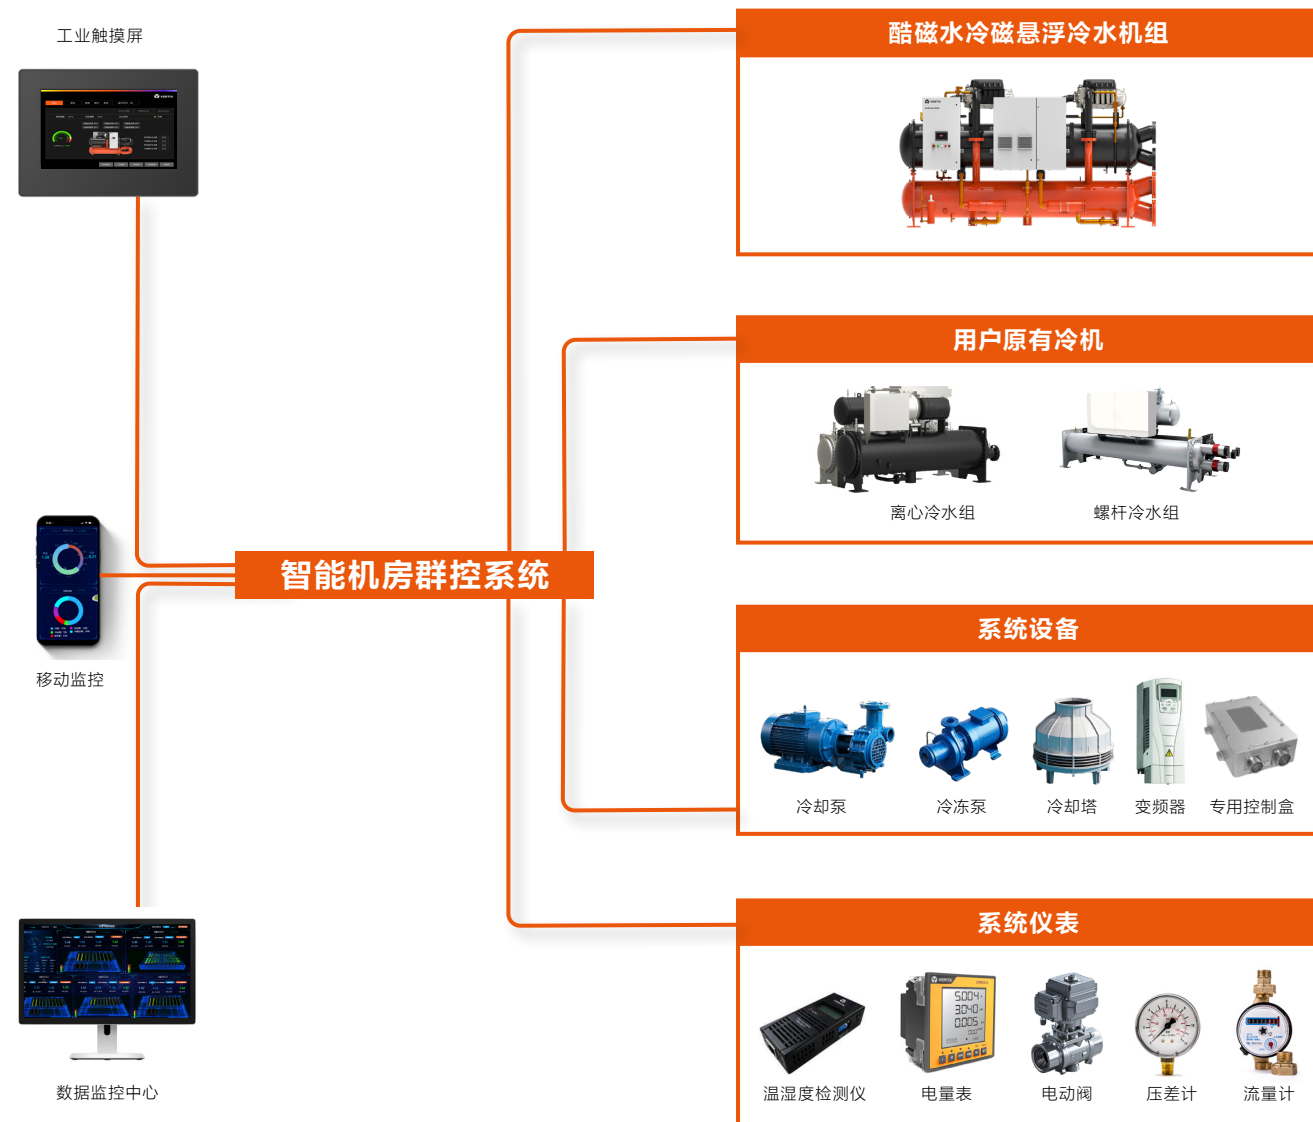 工业触摸屏
移动监控
数据监控中心
智能机房群控系统
酷磁水冷磁悬浮冷水机组
用户原有冷机
离心冷水组
螺杆冷水组
系统设备
冷却泵
冷冻泵
冷却塔
变频器
专用控制盒
系统仪表
温湿度检测仪
电量表
电动阀
压差计
流量计